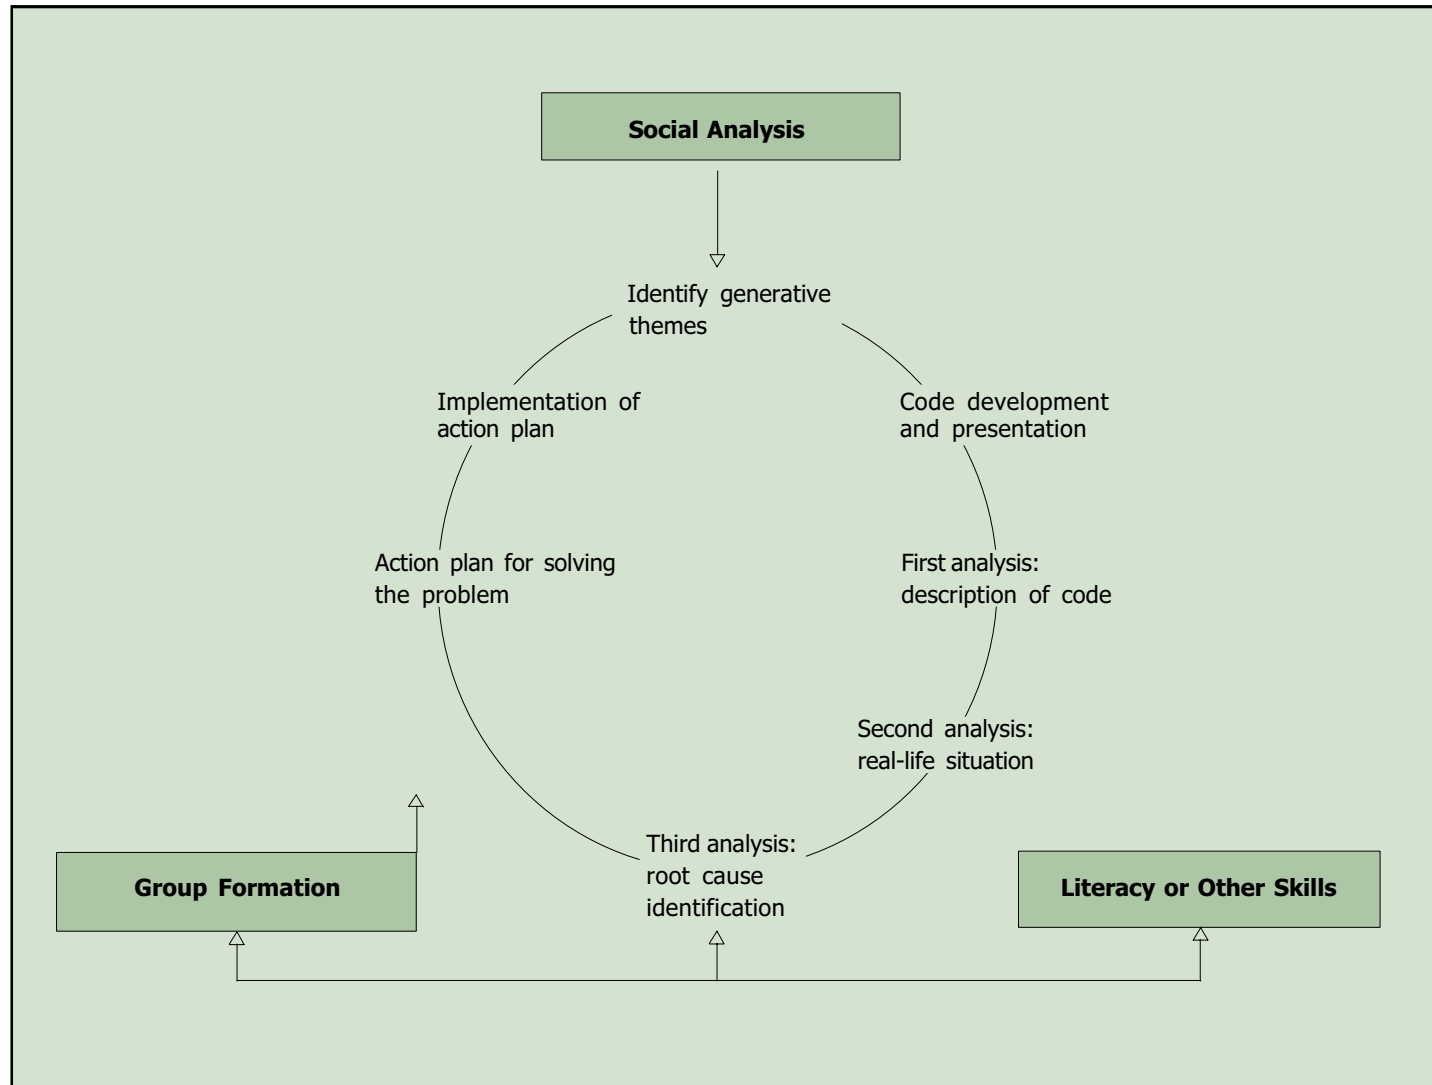 Social Analysis
Identify generative
themes
Implementation of
action plan
Code development
and presentation
Action plan for solving
the problem
First analysis:
description of code
Second analysis:
real-life situation
Third analysis:
root cause
identification
Group Formation
Literacy or Other Skills